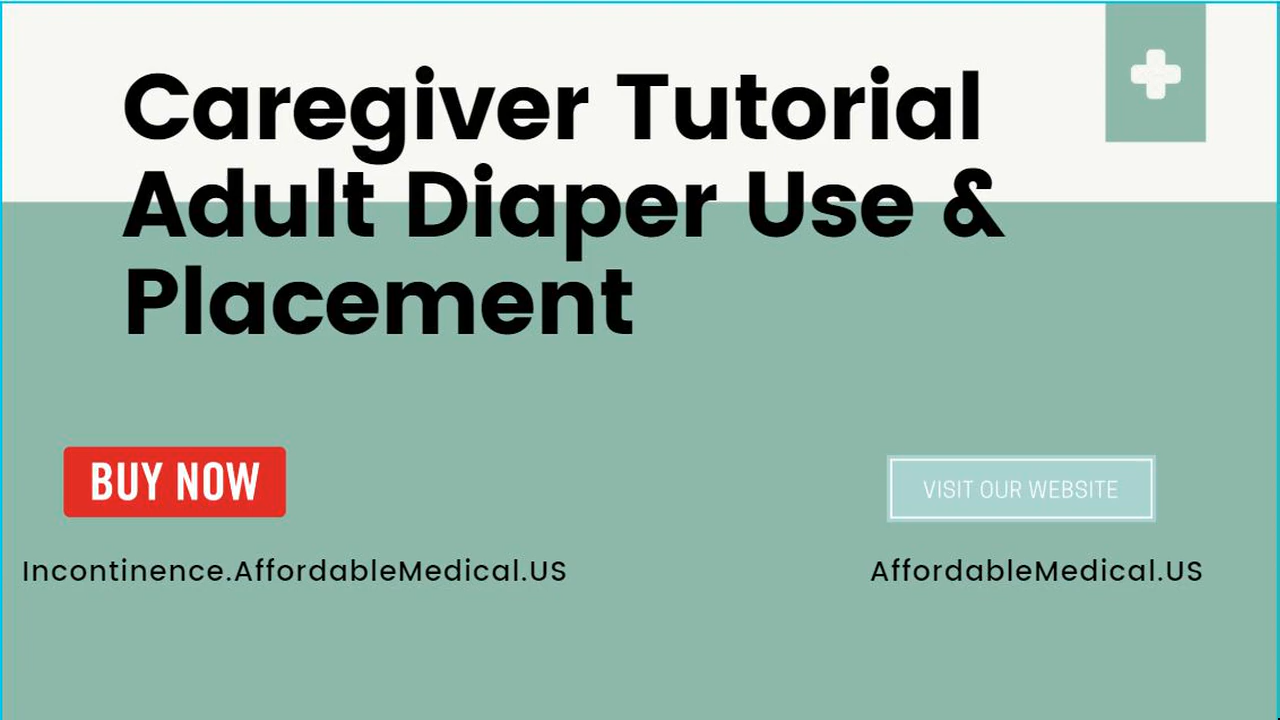 Caregiver Tutorial
Adult Diaper Use &
Placement
BUY NOW
VISIT OUR WEBSITE
Incontinence.AffordableMedical.US
AffordableMedical.US